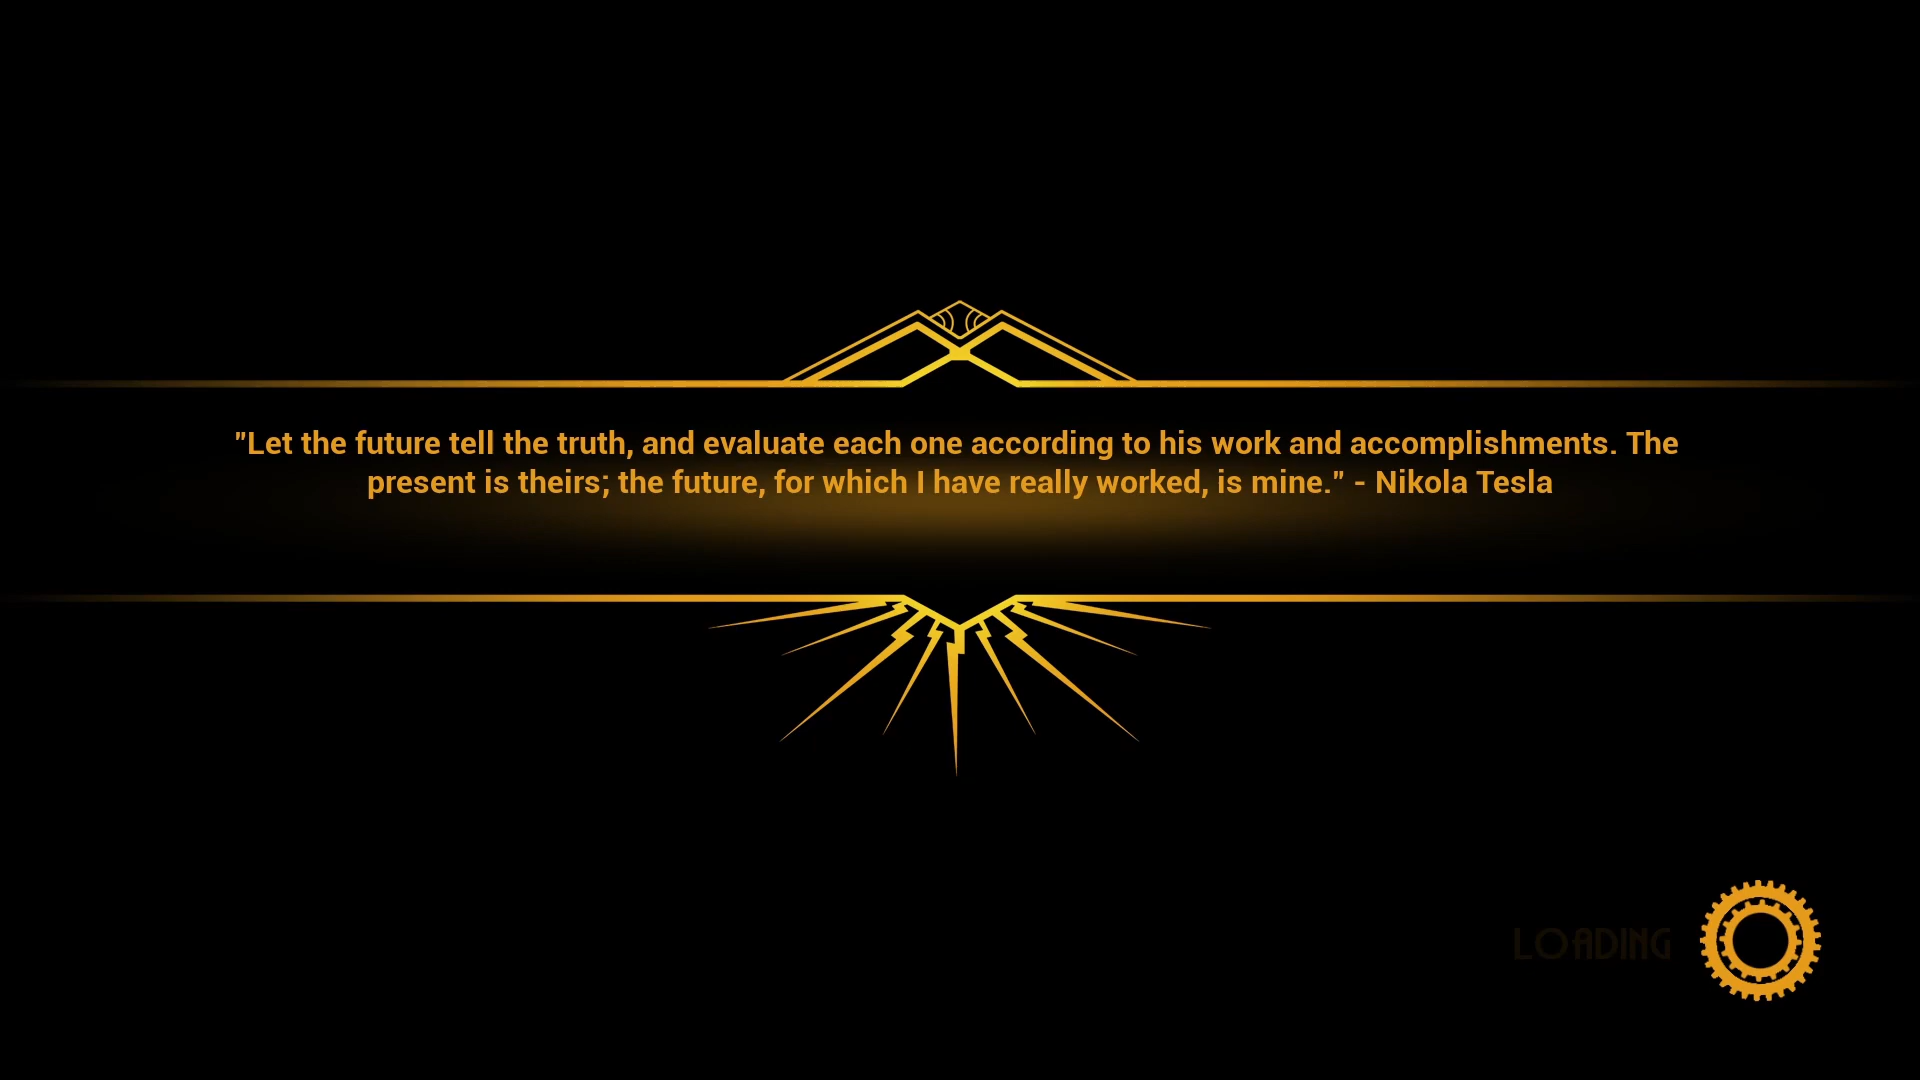 "Let the future tell the truth, and evaluate each one according to his work and accomplishments. The
present is theirs; the future, for which I have really worked, is mine." - Nikola Tesla
LOADING